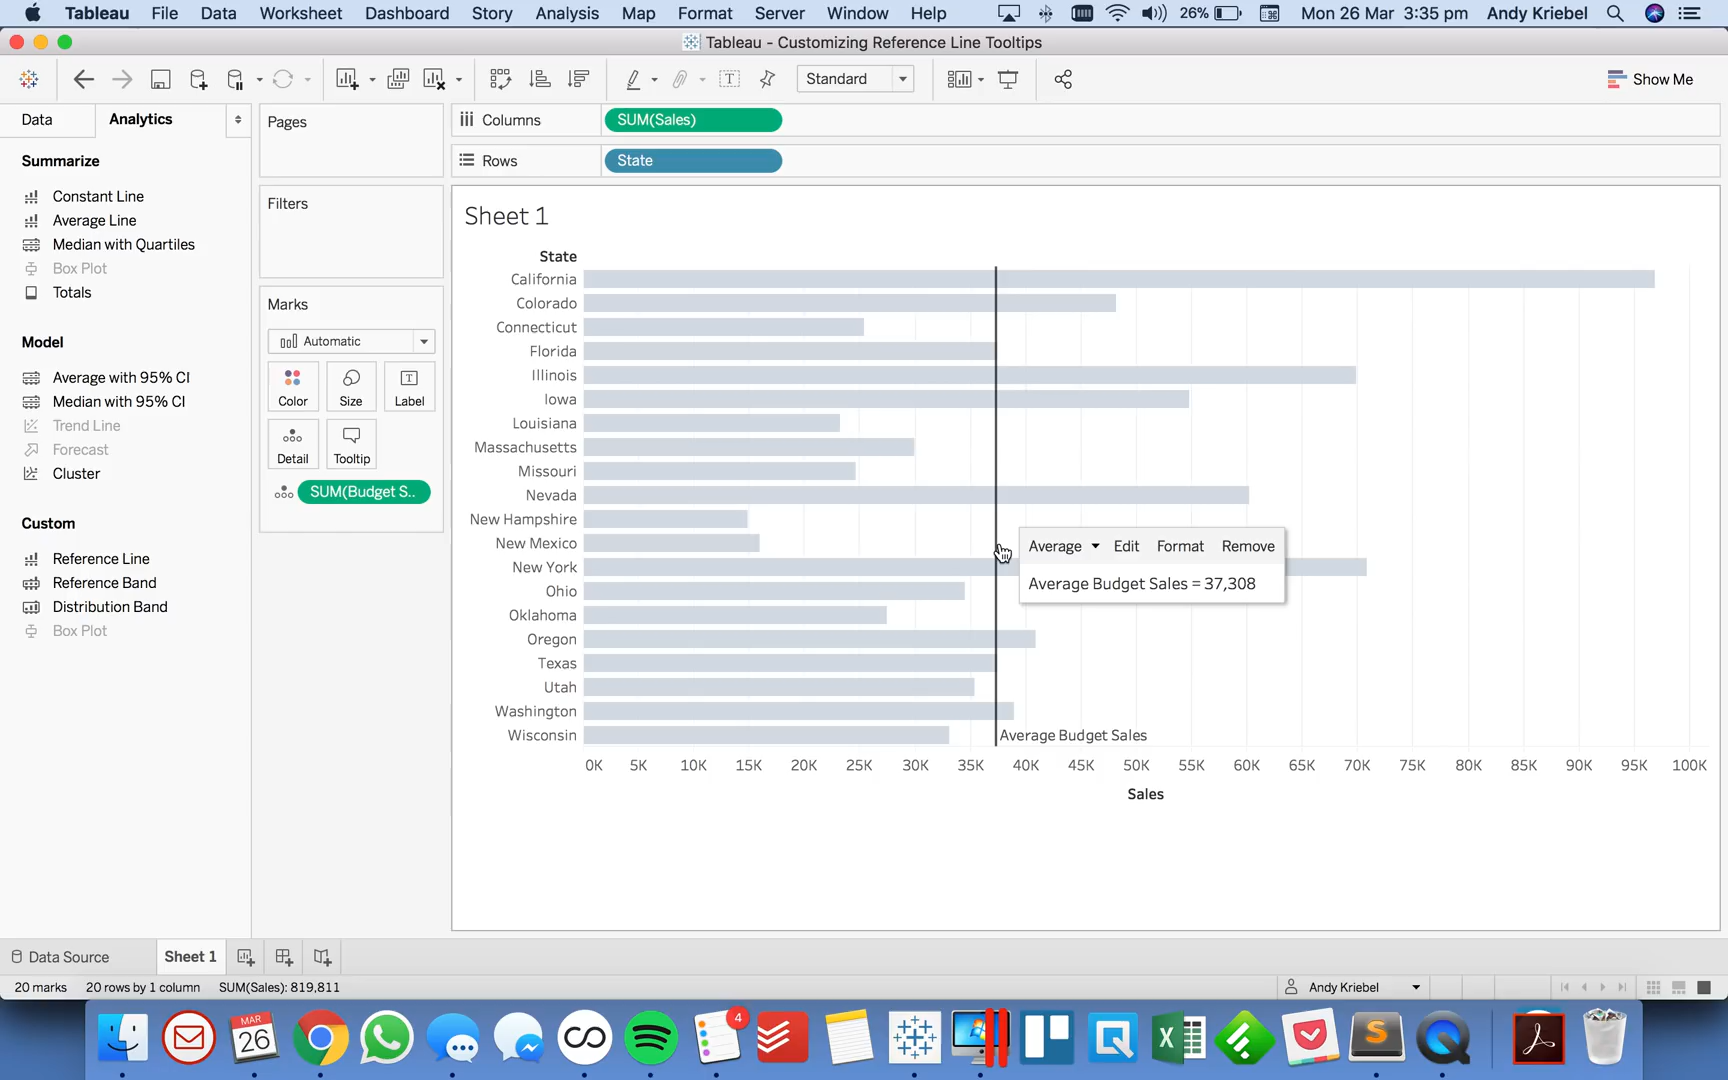 Tableau File Data Worksheet Dashboard Story Analysis Map Format Server Window Help 26% Mon 26 Mar 3:35 pm Andy Kriebel
Tableau - Customizing Reference Line Tooltips
Standard Show Me
Data Analytics
Summarize
Constant Line
Average Line
Median with Quartiles
Box Plot
Totals
Model
Average with 95% CI
Median with 95% CI
Trend Line
Forecast
Cluster
Custom
Reference Line
Reference Band
Distribution Band
Box Plot
Pages
Filters
Marks
Automatic
Color Size Label
Detail Tooltip
SUM(Budget S..
Columns SUM(Sales)
Rows State
Sheet 1
State
California
Colorado
Connecticut
Florida
Illinois
Iowa
Louisiana
Massachusetts
Missouri
Nevada
New Hampshire
New Mexico
New York
Ohio
Oklahoma
Oregon
Texas
Utah
Washington
Wisconsin
Average Edit Format Remove
Average Budget Sales = 37,308
Average Budget Sales
0K 5K 10K 15K 20K 25K 30K 35K 40K 45K 50K 55K 60K 65K 70K 75K 80K 85K 90K 95K 100K
Sales
Data Source Sheet 1
20 marks 20 rows by 1 column SUM(Sales): 819,811 Andy Kriebel
MAR
26
4